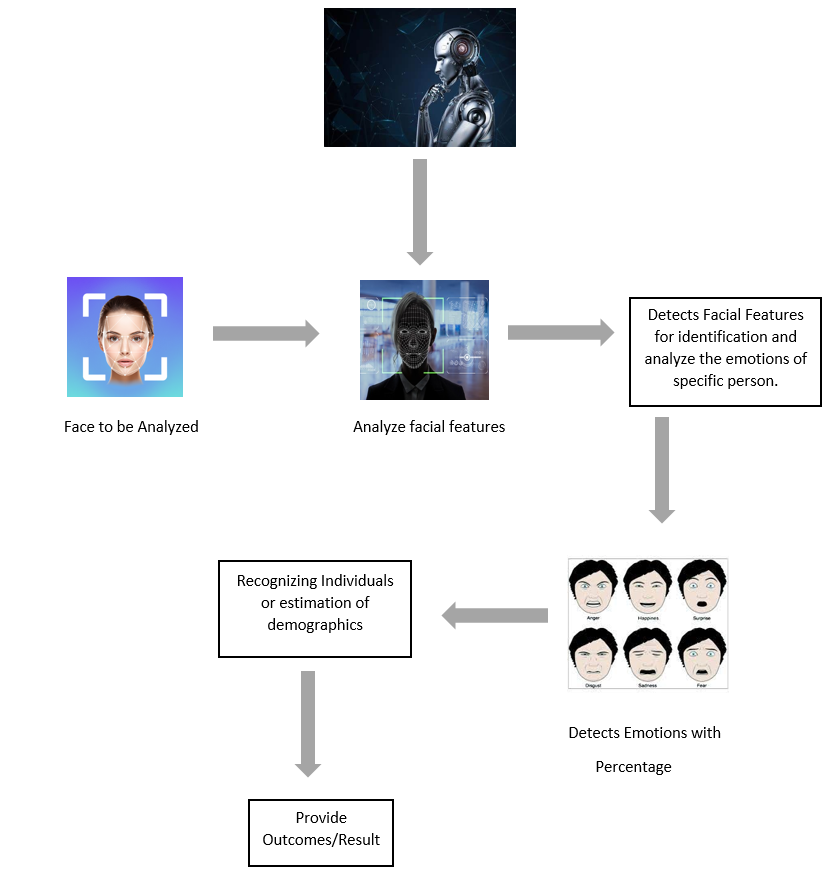 Detects Facial Features
for identification and
analyze the emotions of
specific person.
Face to be Analyzed
Analyze facial features
Recognizing Individuals
or estimation of
demographics
Anger
Happines
Surprise
Disgust
Sadness
Fear
Detects Emotions with
Percentage
Provide
Outcomes/Result